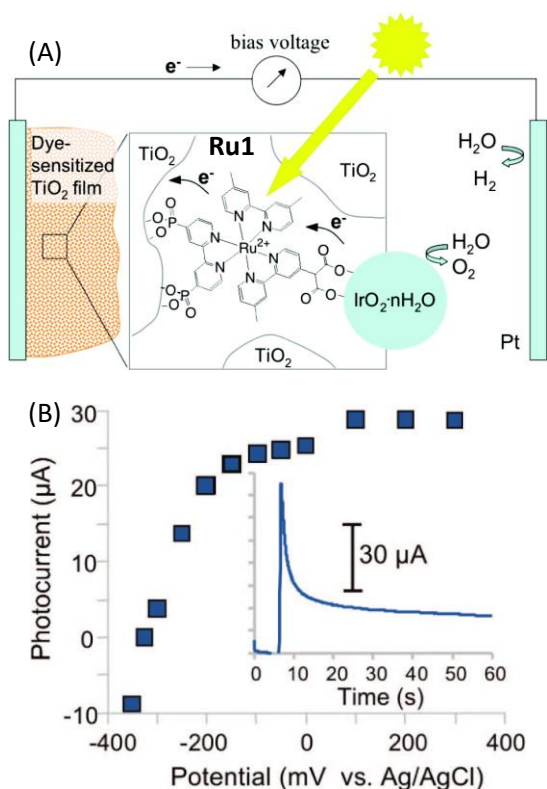 (A)
bias voltage
e⁻
Dye-
sensitized
TiO₂ film
TiO₂
Ru1
TiO₂
e⁻
e⁻
⁻O
P
O
O
⁻O
P
O
O
N
N
N
N
N
N
Ru²⁺
O
O
O
O
IrO₂·nH₂O
TiO₂
H₂O
H₂
H₂O
O₂
Pt
(B)
Photocurrent (µA)
30
20
10
0
-10
-400
-200
0
200
400
Potential (mV vs. Ag/AgCl)
30 µA
0
10
20
30
40
50
60
Time (s)